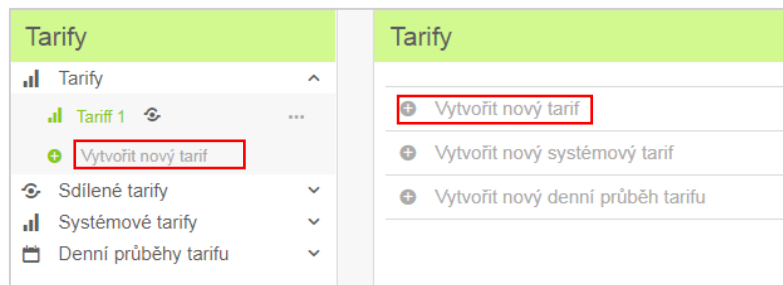 Tarify
Tarify
Tariff 1
Vytvořit nový tarif
Sdílené tarify
Systémové tarify
Denní průběhy tarifu
Tarify
Vytvořit nový tarif
Vytvořit nový systémový tarif
Vytvořit nový denní průběh tarifu